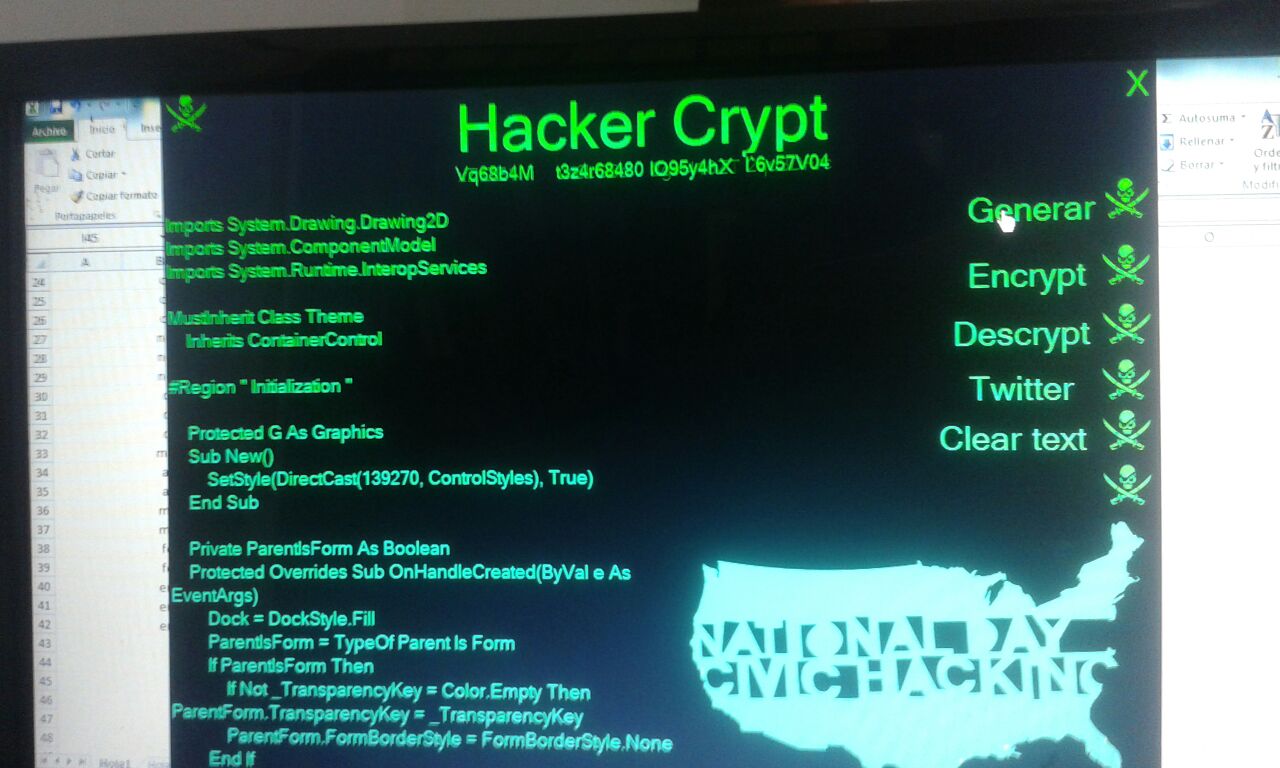 Archivo Inicio Inse
Cortar
Copiar
Pegar
Copiar formato
Portapapeles
I45
A
24
25
26
27
28
29
30
31
32
33
34
35
36
37
38
39
40
41
42
43
44
45
46
47
48
Hoja1
X
Hacker Crypt
Vq68b4M t3z4r68480 IO95y4hX L6v57V04
Imports System.Drawing.Drawing2D
Imports System.ComponentModel
Imports System.Runtime.InteropServices
MustInherit Class Theme
Inherits ContainerControl
#Region " Initialization "
Protected G As Graphics
Sub New()
SetStyle(DirectCast(139270, ControlStyles), True)
End Sub
Private ParentIsForm As Boolean
Protected Overrides Sub OnHandleCreated(ByVal e As
EventArgs)
Dock = DockStyle.Fill
ParentIsForm = TypeOf Parent Is Form
If ParentIsForm Then
If Not _TransparencyKey = Color.Empty Then
ParentForm.TransparencyKey = _TransparencyKey
ParentForm.FormBorderStyle = FormBorderStyle.None
End If
Generar
Encrypt
Descrypt
Twitter
Clear text
NATIONAL DAY
CIVIC HACKING
Σ Autosuma
Rellenar
Borrar
Orde
y filt
Modifi
O